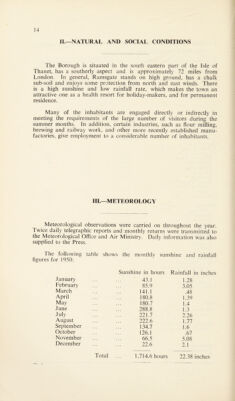 14
II.—NATURAL AND SOCIAL CONDITIONS
The Borough is situated in the south eastern part of the Isle of
Thanet, has a southerly aspect and is approximately 72 miles from
London. In general, Ramsgate stands on high ground, has a chalk
sub-soil and enjoys some protection from north and east winds. There
is a high sunshine and low rainfall rate, which makes the town an
attractive one as a health resort for holiday-makers, and for permanent
residence.
Many of the inhabitants are engaged directly or indirectly in
meeting the requirements of the large number of visitors during the
summer months. In addition, certain industries, such as flour milling,
brewing and railway work, and other more recently established manu-
factories, give employment to a considerable number of inhabitants.
III.—METEOROLOGY
Meteorological observations were carried on throughout the year.
Twice daily telegraphic reports and monthly returns were transmitted to
the Meteorological Office and Air Ministry. Daily information was also
supplied to the Press.
The following table shows the monthly sunshine and rainfall
figures for 1950:
Sunshine in hours Rainfall in inches
January ... ... 43.1 1.28
February ... ... 85.9 3.05
March ... ... 141.1 .48
April ... ... 180.8 1.39
May ... ... 180.7 1.4
June ... ... 288.8 1.3
July ... ... 221.7 2.26
August ... ... 222.6 1.77
September ... ... 134.7 1.6
October ... ... 126.1 .67
November ... ... 66.5 5.08
December ... ... 22.6 2.1
Total ... 1,714.6 hours 22.38 inches